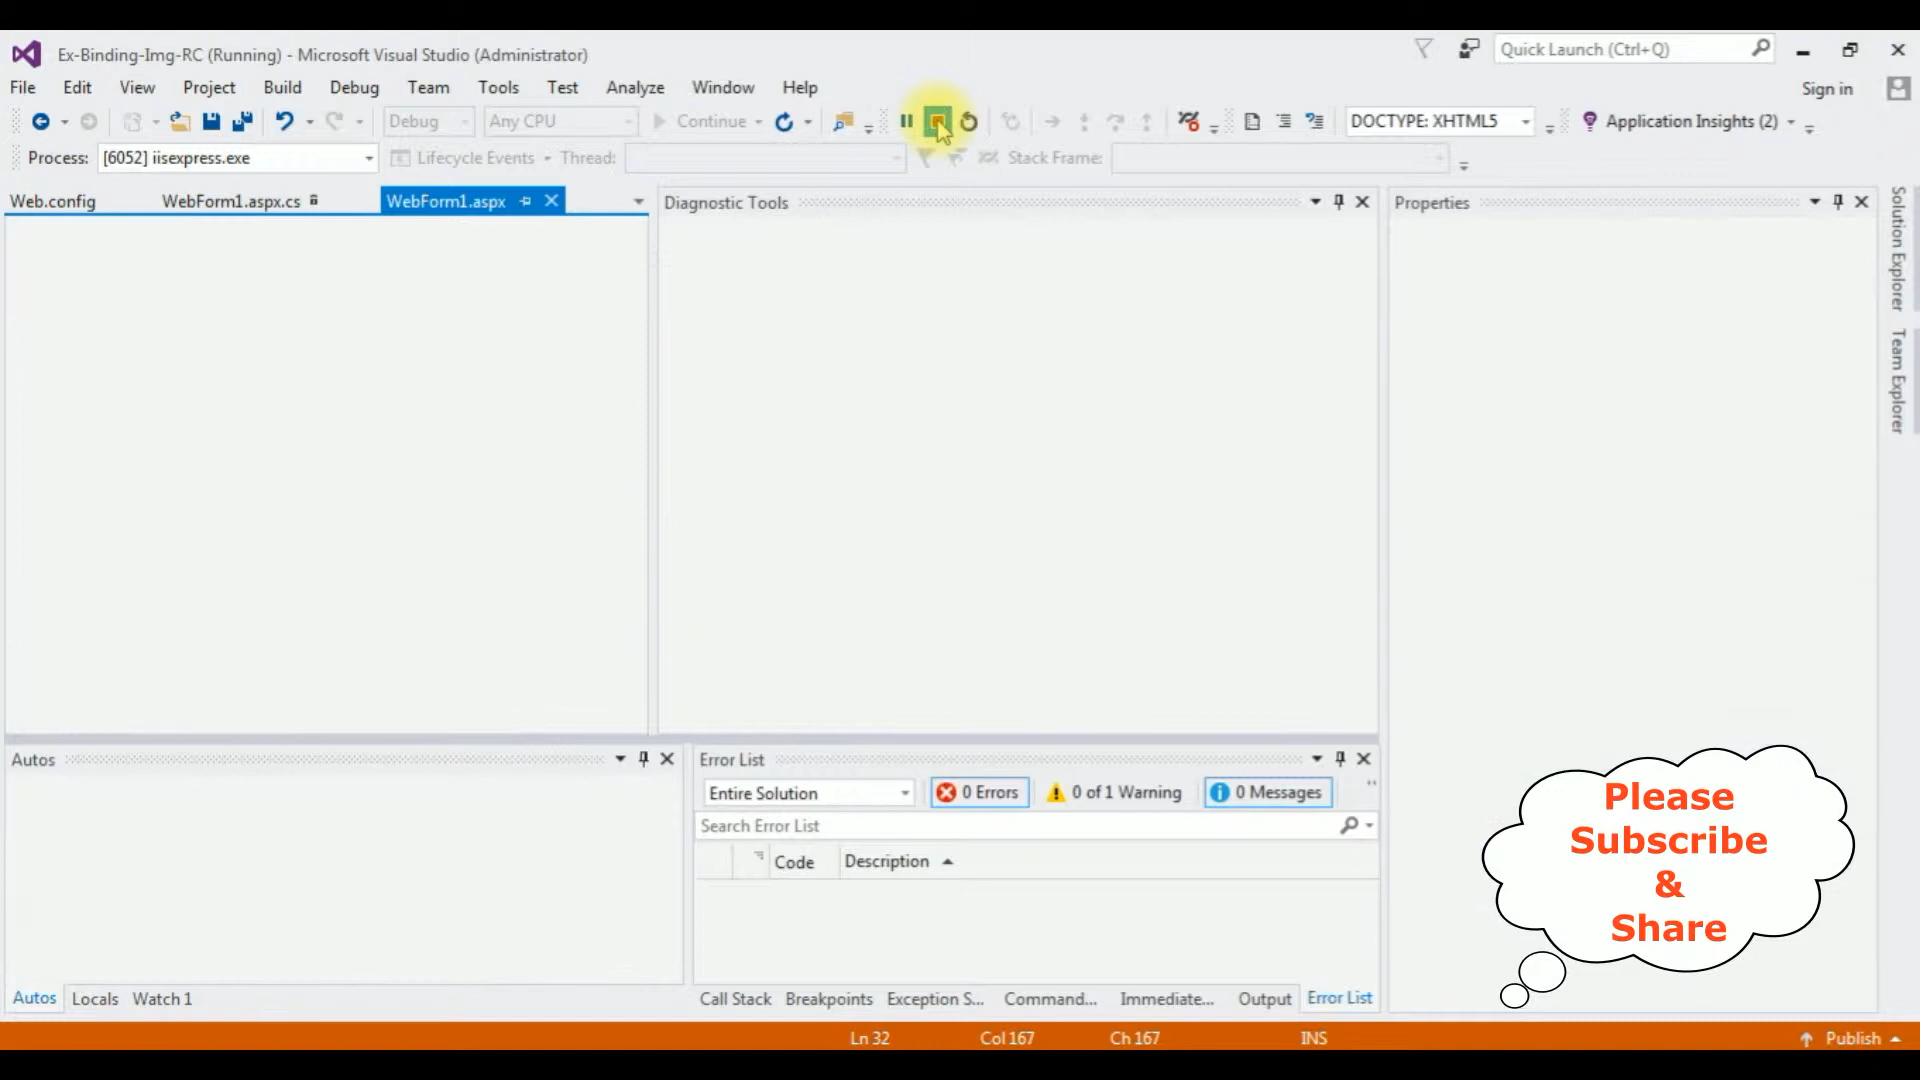 Ex-Binding-Img-RC (Running) - Microsoft Visual Studio (Administrator)
Quick Launch (Ctrl+Q)
File Edit View Project Build Debug Team Tools Test Analyze Window Help
Sign in
Debug Any CPU Continue DOCTYPE: XHTML5 Application Insights (2)
Process: [6052] iisexpress.exe Lifecycle Events Thread: Stack Frame:
Web.config WebForm1.aspx.cs WebForm1.aspx
Diagnostic Tools
Properties
Solution Explorer
Team Explorer
Autos
Error List
Entire Solution 0 Errors 0 of 1 Warning 0 Messages
Search Error List
Code Description
Please
Subscribe
&
Share
Autos Locals Watch 1
Call Stack Breakpoints Exception S... Command... Immediate... Output Error List
Ln 32 Col 167 Ch 167 INS Publish